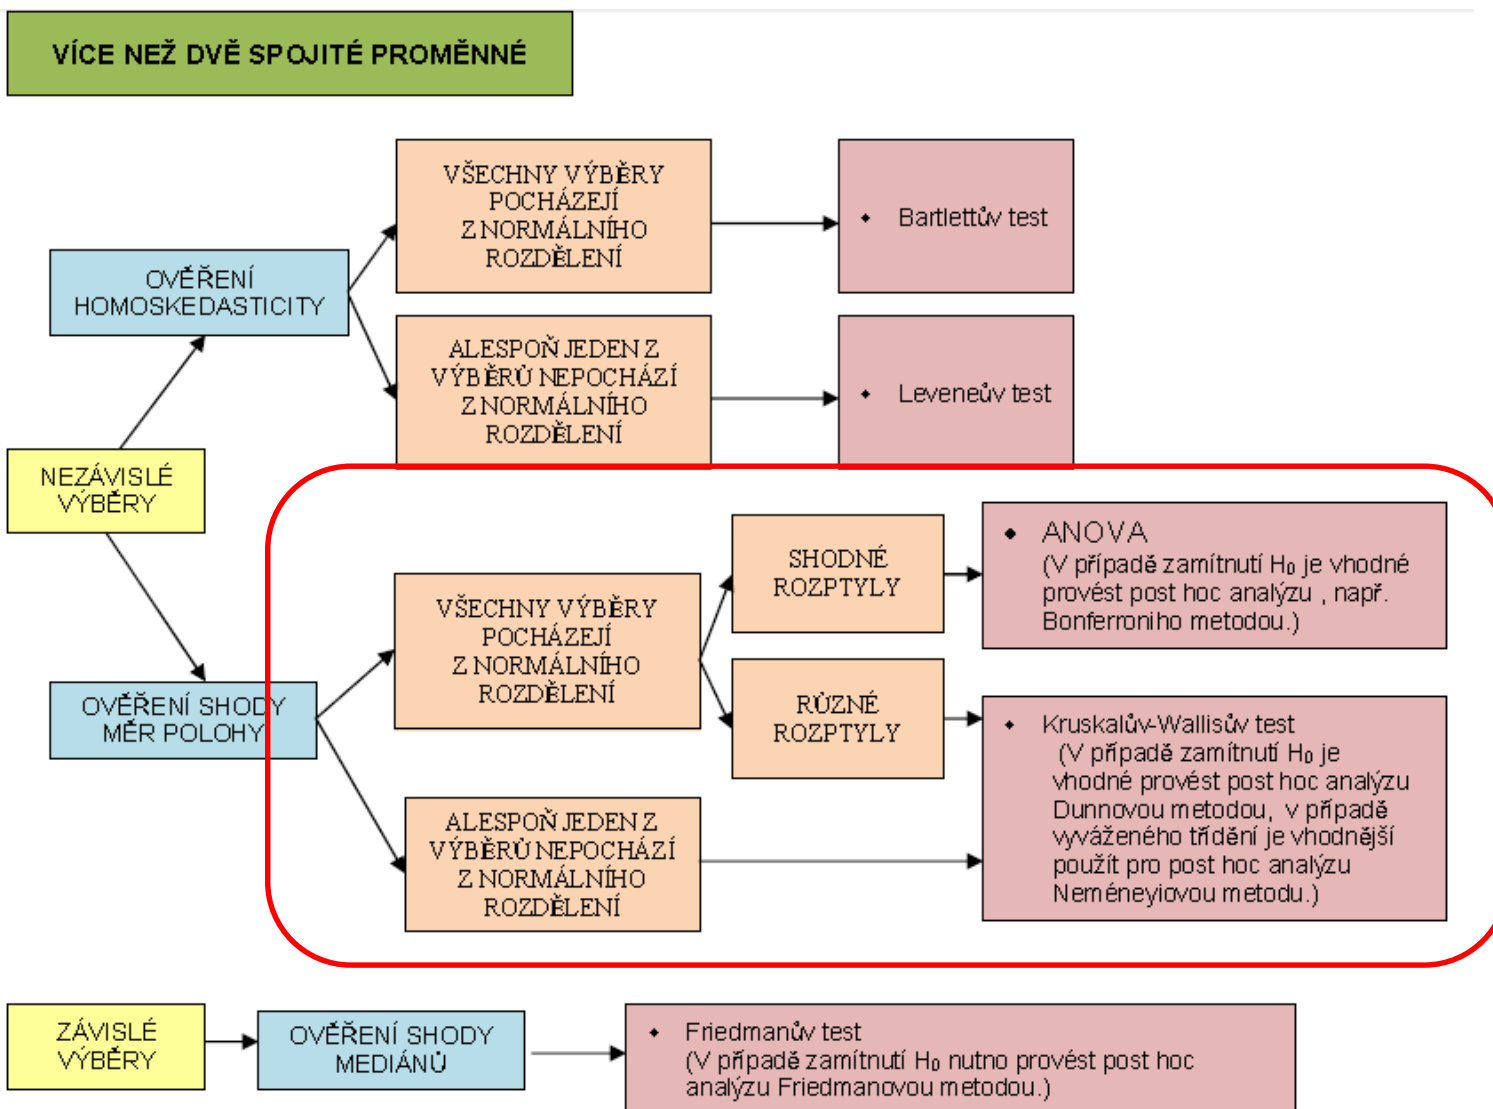 VÍCE NEŽ DVĚ SPOJITÉ PROMĚNNÉ
VŠECHNY VÝBĚRY
POCHÁZEJÍ
Z NORMÁLNÍHO
ROZDĚLENÍ
• Bartlettův test
OVĚŘENÍ
HOMOSKEDASTICITY
ALESPOŇ JEDEN Z
VÝBĚRŮ NEPOCHÁZÍ
Z NORMÁLNÍHO
ROZDĚLENÍ
• Leveneův test
NEZÁVISLÉ
VÝBĚRY
OVĚŘENÍ SHODY
MĚR POLOHY
VŠECHNY VÝBĚRY
POCHÁZEJÍ
Z NORMÁLNÍHO
ROZDĚLENÍ
SHODNÉ
ROZPTYLY
• ANOVA
(V případě zamítnutí H₀ je vhodné
provést post hoc analýzu , např.
Bonferroniho metodou.)
RŮZNÉ
ROZPTYLY
• Kruskalův-Wallisův test
(V případě zamítnutí H₀ je
vhodné provést post hoc analýzu
Dunnovou metodou, v případě
vyváženého třídění je vhodnější
použít pro post hoc analýzu
Neméneyiovou metodu.)
ALESPOŇ JEDEN Z
VÝBĚRŮ NEPOCHÁZÍ
Z NORMÁLNÍHO
ROZDĚLENÍ
ZÁVISLÉ
VÝBĚRY
OVĚŘENÍ SHODY
MEDIÁNŮ
• Friedmanův test
(V případě zamítnutí H₀ nutno provést post hoc
analýzu Friedmanovou metodou.)